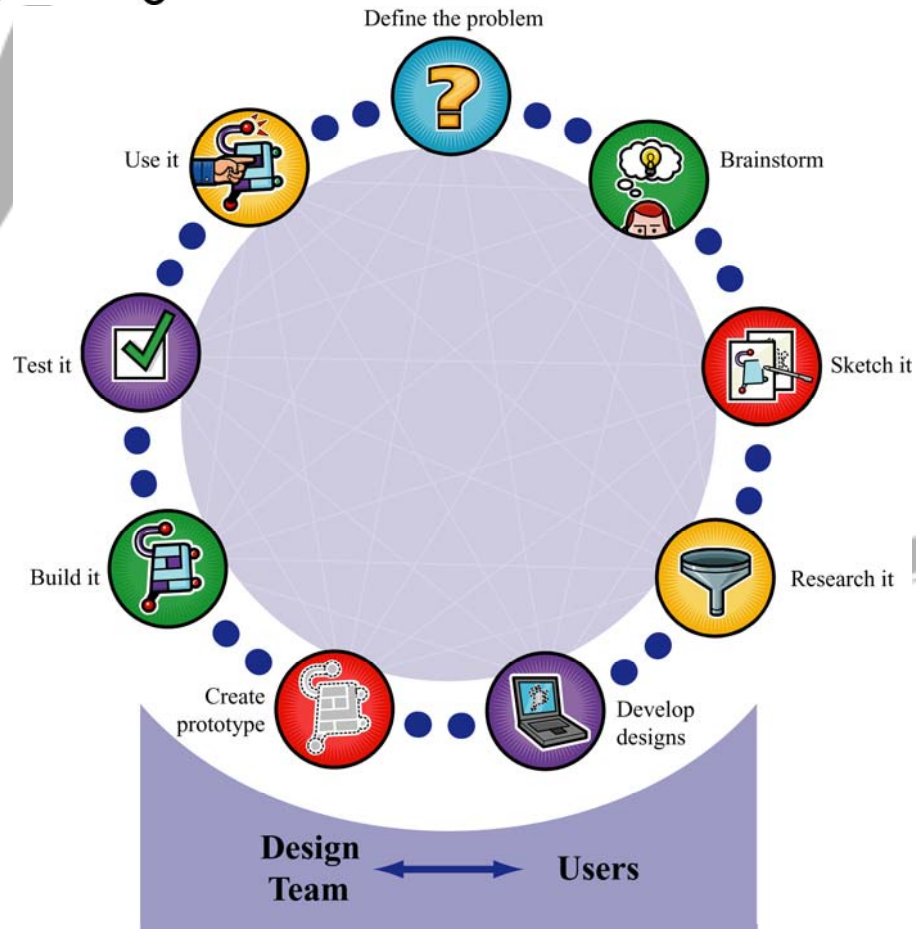 Define the problem
Brainstorm
Sketch it
Research it
Develop
designs
Create
prototype
Build it
Test it
Use it
Design
Team
Users